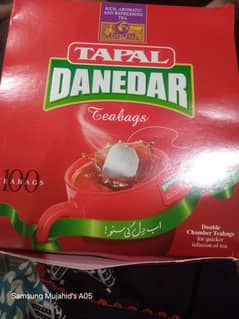 RICH, AROMATIC
AND REFRESHING
TEA
TAPAL
DANEDAR
Teabags
100
TEABAGS
اب دل کی سنو!
Double
Chamber Teabags
for quicker
infusion of tea
Samsung Mujahid's A05